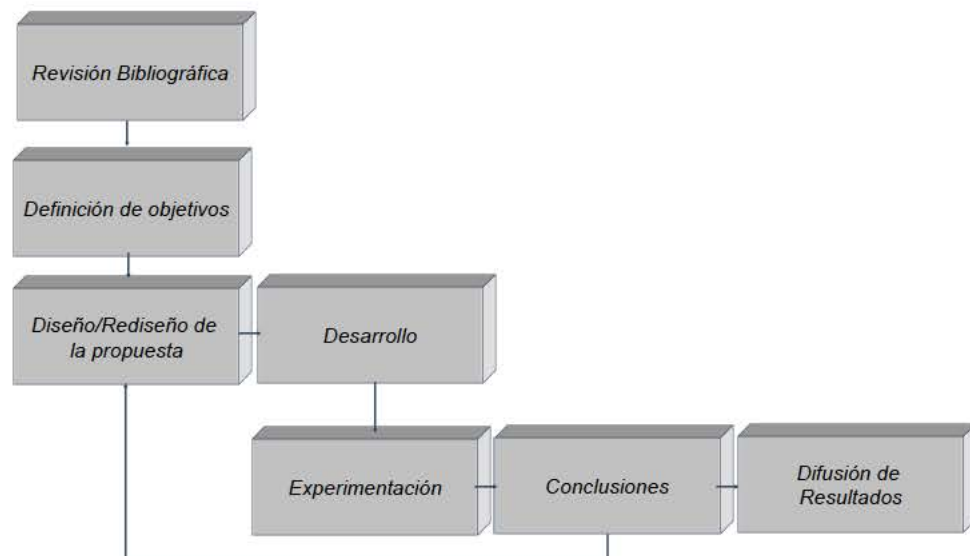 Revisión Bibliográfica
Definición de objetivos
Diseño/Rediseño de
la propuesta
Desarrollo
Experimentación
Conclusiones
Difusión de
Resultados